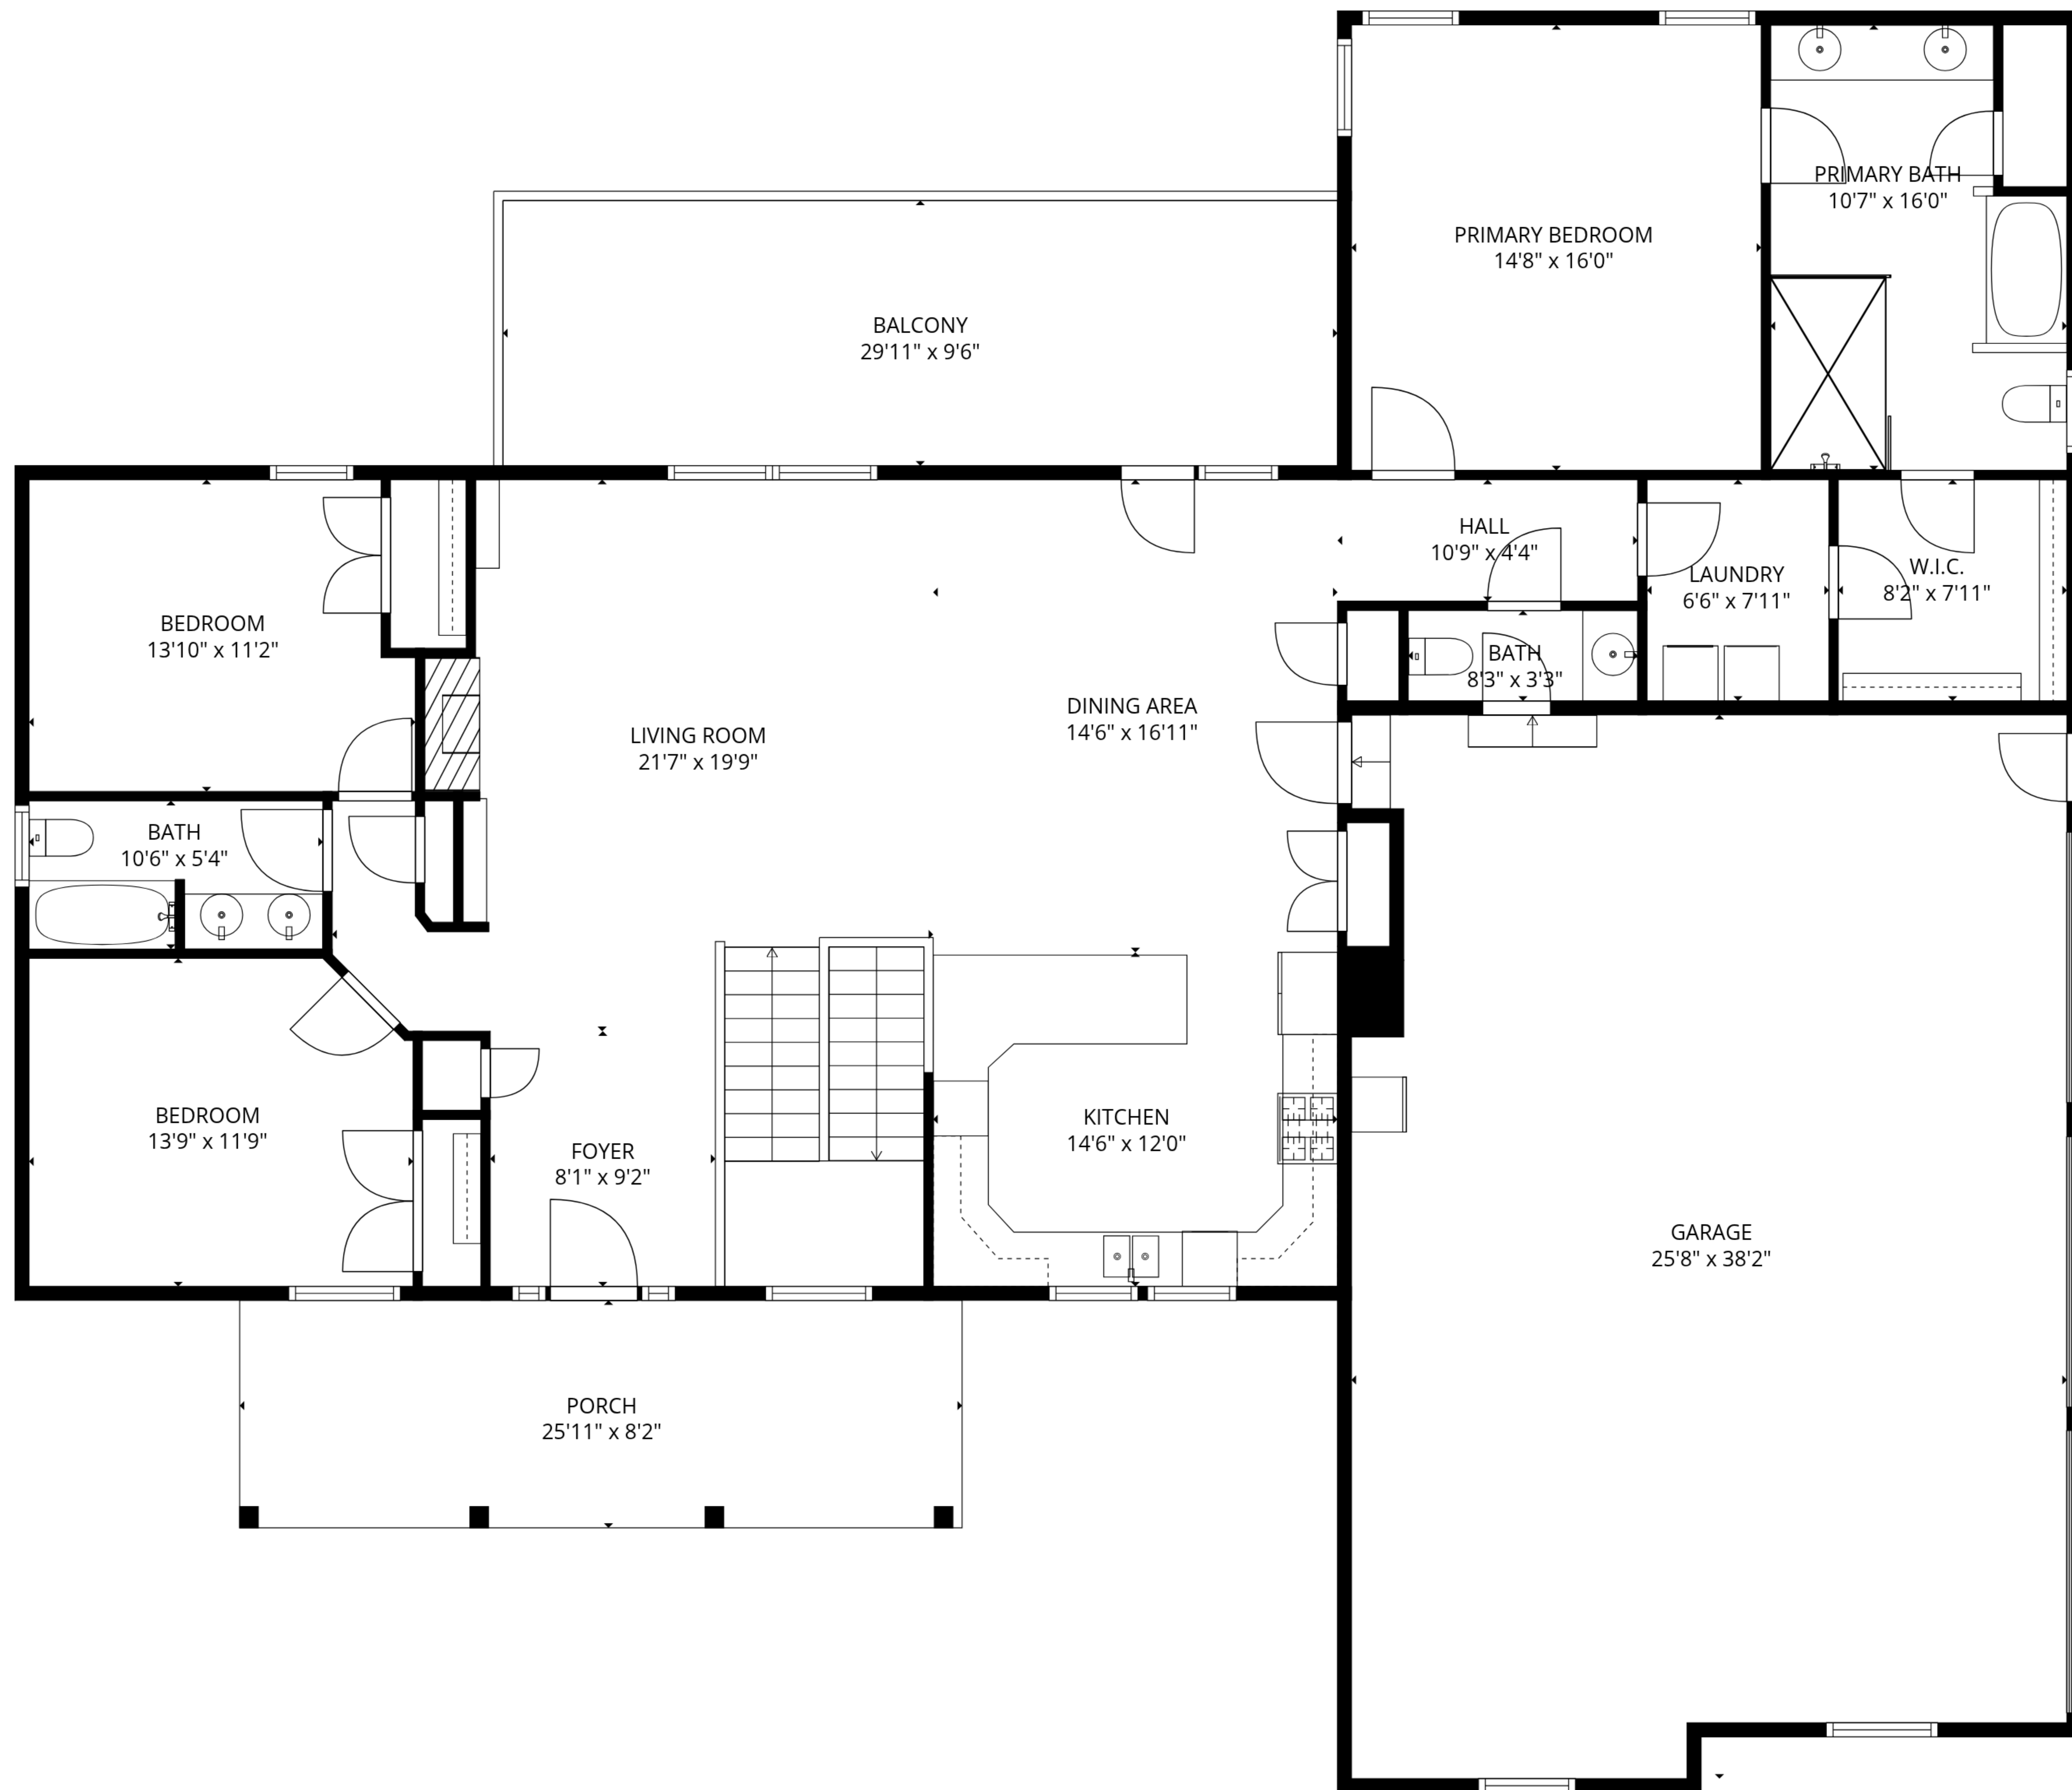 PRIMARY BATH
10'7" x 16'0"
PRIMARY BEDROOM
14'8" x 16'0"
BALCONY
29'11" x 9'6"
HALL
10'9" x 4'4"
LAUNDRY
6'6" x 7'11"
W.I.C.
8'2" x 7'11"
BEDROOM
13'10" x 11'2"
BATH
8'3" x 3'3"
DINING AREA
14'6" x 16'11"
LIVING ROOM
21'7" x 19'9"
BATH
10'6" x 5'4"
BEDROOM
13'9" x 11'9"
KITCHEN
14'6" x 12'0"
FOYER
8'1" x 9'2"
GARAGE
25'8" x 38'2"
PORCH
25'11" x 8'2"